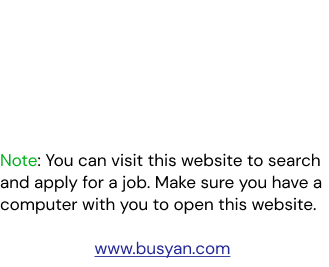 Note: You can visit this website to search
and apply for a job. Make sure you have a
computer with you to open this website.
www.busyan.com